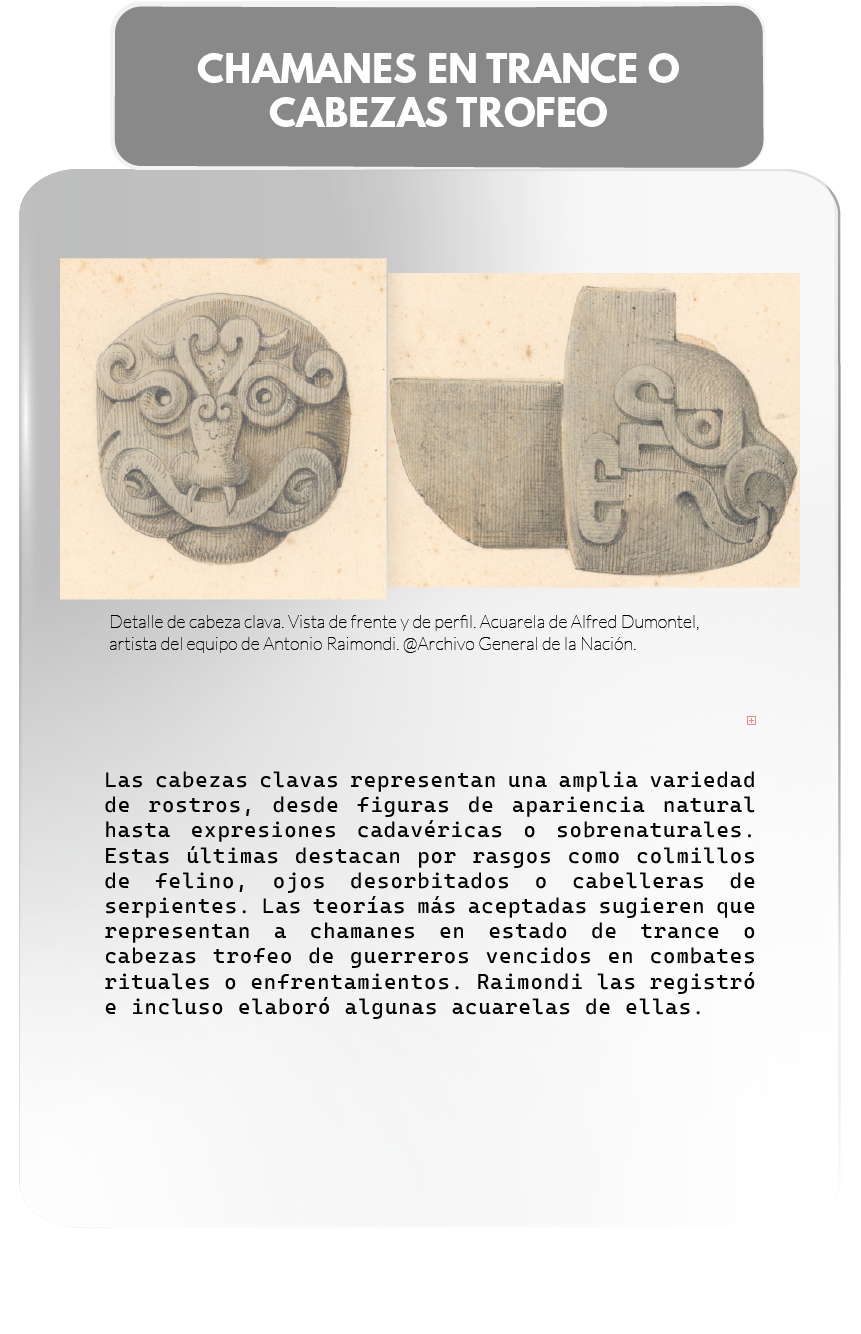 CHAMANES EN TRANCE O
CABEZAS TROFEO
Detalle de cabeza clava. Vista de frente y de perfil. Acuarela de Alfred Dumontel,
artista del equipo de Antonio Raimondi. @Archivo General de la Nación.
Las cabezas clavas representan una amplia variedad
de rostros, desde figuras de apariencia natural
hasta expresiones cadavéricas o sobrenaturales.
Estas últimas destacan por rasgos como colmillos
de felino, ojos desorbitados o cabelleras de
serpientes. Las teorías más aceptadas sugieren que
representan a chamanes en estado de trance o
cabezas trofeo de guerreros vencidos en combates
rituales o enfrentamientos. Raimondi las registró
e incluso elaboró algunas acuarelas de ellas.